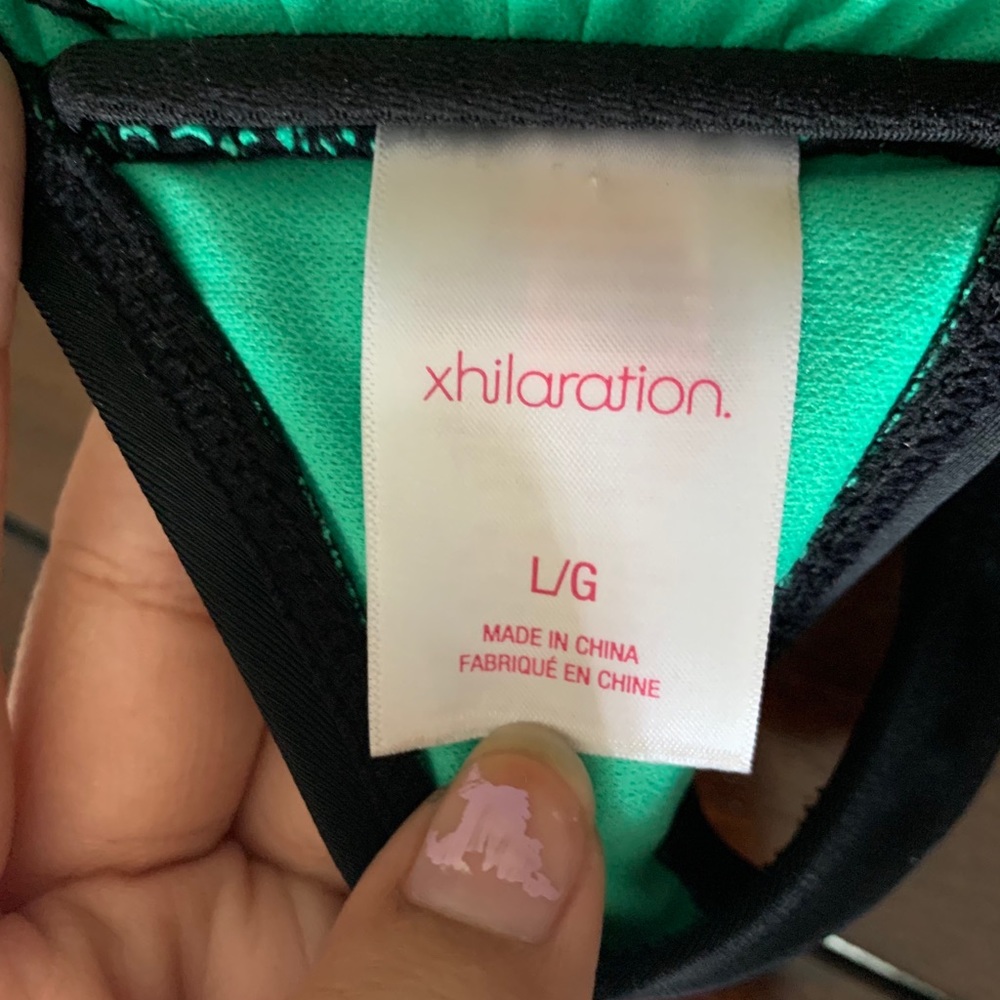 xhilaration.
L/G
MADE IN CHINA
FABRIQUÉ EN CHINE